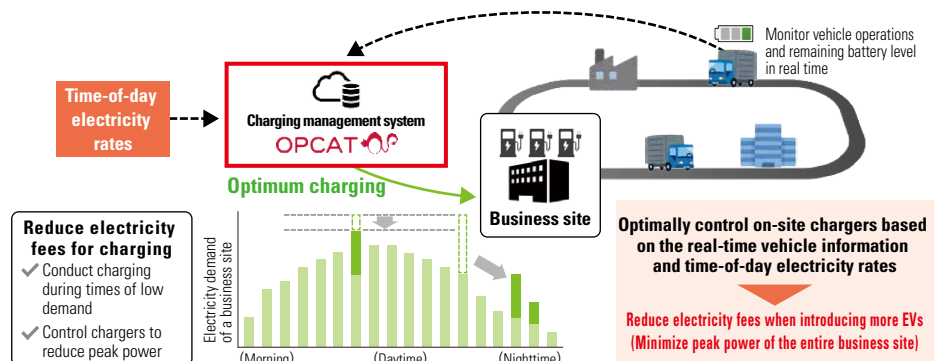 Monitor vehicle operations
and remaining battery level
in real time
Time-of-day
electricity
rates
Charging management system
OPCAT
Optimum charging
Business site
Reduce electricity
fees for charging
Conduct charging
during times of low
demand
Control chargers to
reduce peak power
Electricity demand
of a business site
(Morning)
(Daytime)
(Nighttime)
Optimally control on-site chargers based
on the real-time vehicle information
and time-of-day electricity rates
Reduce electricity fees when introducing more EVs
(Minimize peak power of the entire business site)